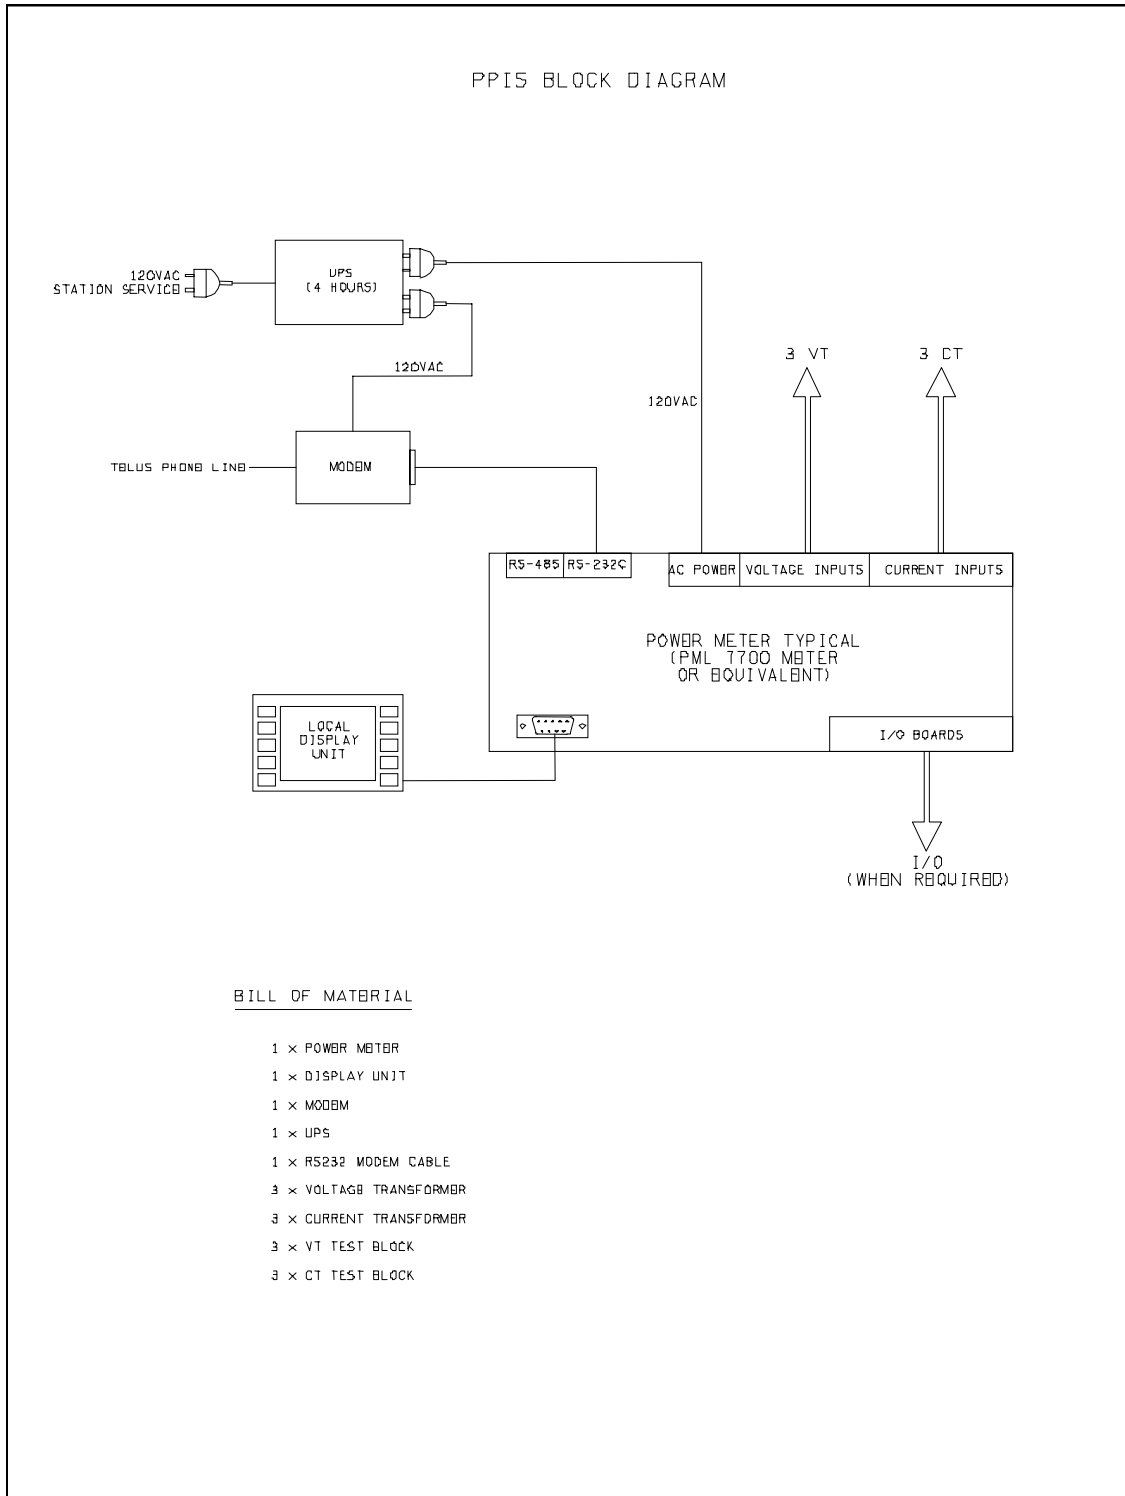 PPIS BLOCK DIAGRAM
120VAC
STATION SERVICE
UPS
(4 HOURS)
120VAC
3 VT
3 CT
120VAC
TELUS PHONE LINE
MODEM
RS-485
RS-232C
AC POWER
VOLTAGE INPUTS
CURRENT INPUTS
POWER METER TYPICAL
(PML 7700 METER
OR EQUIVALENT)
LOCAL
DISPLAY
UNIT
I/O BOARDS
I/O
(WHEN REQUIRED)
BILL OF MATERIAL
1 × POWER METER
1 × DISPLAY UNIT
1 × MODEM
1 × UPS
1 × RS232 MODEM CABLE
3 × VOLTAGE TRANSFORMER
3 × CURRENT TRANSFORMER
3 × VT TEST BLOCK
3 × CT TEST BLOCK